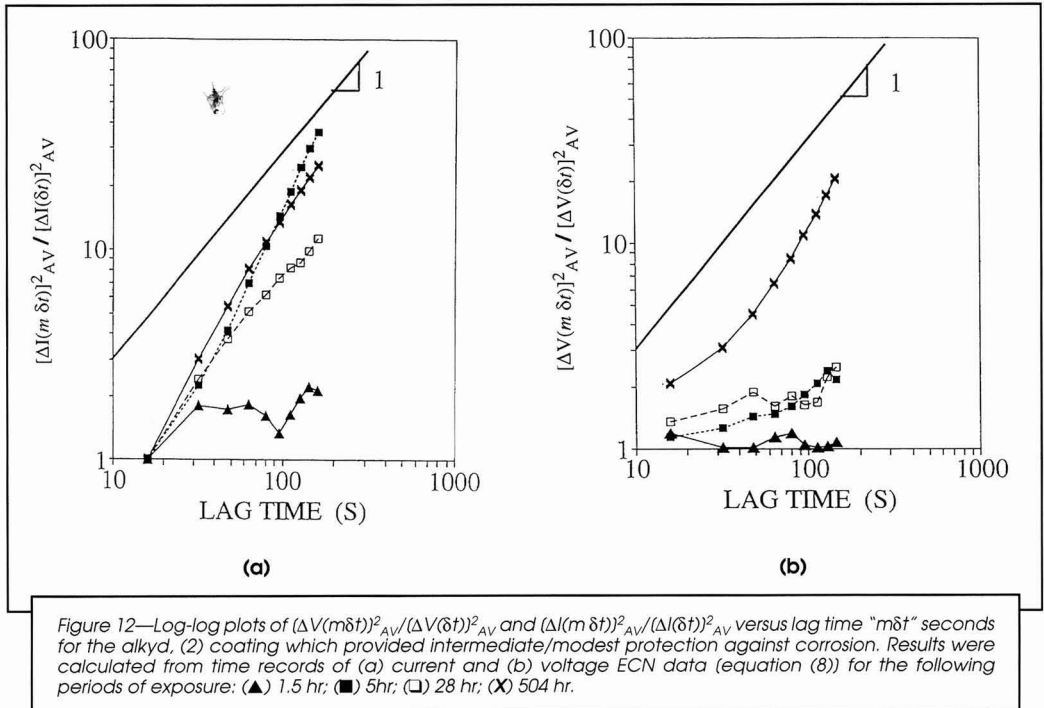 100
10
1
10
100
1000
1
[ΔI(m δt)]²AV / [ΔI(δt)]²AV
LAG TIME (S)
(a)
100
10
1
10
100
1000
1
[ΔV(m δt)]²AV / [ΔV(δt)]²AV
LAG TIME (S)
(b)
Figure 12—Log-log plots of (ΔV(mδt))²AV/(ΔV(δt))²AV and (ΔI(m δt))²AV/(ΔI(δt))²AV versus lag time "mδt" seconds
for the alkyd, (2) coating which provided intermediate/modest protection against corrosion. Results were
calculated from time records of (a) current and (b) voltage ECN data (equation (8)) for the following
periods of exposure: (▲) 1.5 hr; (■) 5hr; (❑) 28 hr; (X) 504 hr.